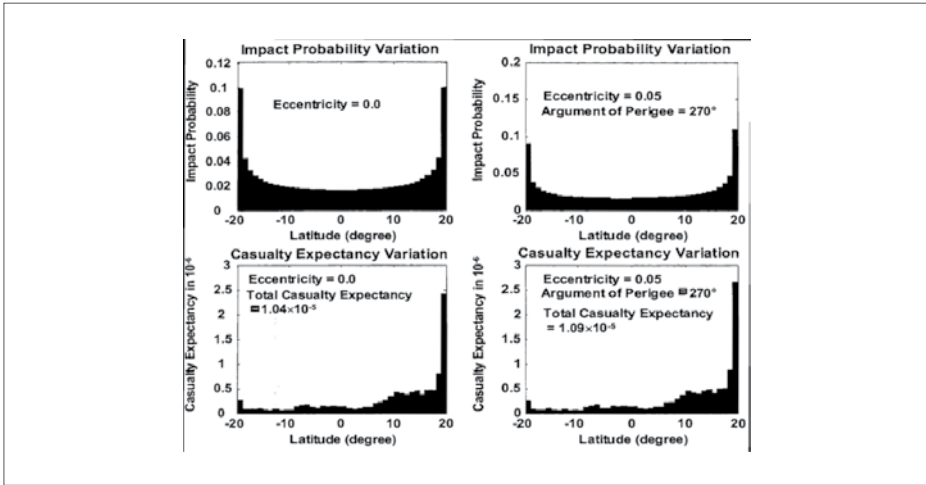 Impact Probability Variation
0.12
0.1
0.08
0.06
0.04
0.02
0
Impact Probability
Eccentricity = 0.0
-20
-10
0
10
20
Latitude (degree)
Impact Probability Variation
0.2
0.15
0.1
0.05
0
Impact Probability
Eccentricity = 0.05
Argument of Perigee = 270°
-20
-10
0
10
20
Latitude (degree)
Casualty Expectancy Variation
3
2.5
2
1.5
1
0.5
0
Casualty Expectancy in 10⁻⁶
Eccentricity = 0.0
Total Casualty Expectancy
= 1.04×10⁻⁵
-20
-10
0
10
20
Latitude (degree)
Casualty Expectancy Variation
3
2.5
2
1.5
1
0.5
0
Casualty Expectancy in 10⁻⁶
Eccentricity = 0.05
Argument of Perigee = 270°
Total Casualty Expectancy
= 1.09×10⁻⁵
-20
-10
0
10
20
Latitude (degree)